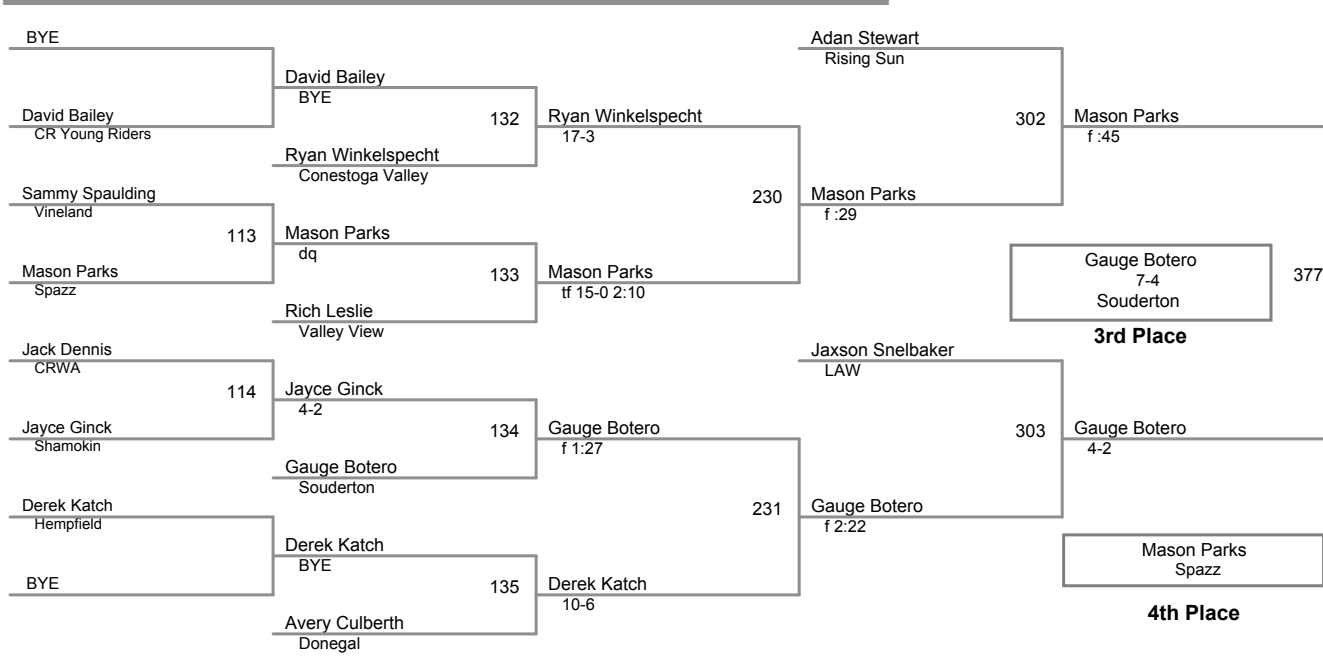 BYE
David Bailey
CR Young Riders
Sammy Spaulding
Vineland
113
Mason Parks
Spazz
Jack Dennis
CRWA
114
Jayce Ginck
Shamokin
Derek Katch
Hempfield
BYE
David Bailey
BYE
132
Ryan Winkelspecht
Conestoga Valley
Mason Parks
dq
133
Rich Leslie
Valley View
Jayce Ginck
4-2
134
Gauge Botero
Souderton
Derek Katch
BYE
135
Avery Culberth
Donegal
Ryan Winkelspecht
17-3
230
Mason Parks
tf 15-0 2:10
Gauge Botero
f 1:27
231
Derek Katch
10-6
Adan Stewart
Rising Sun
302
Mason Parks
f :29
Jaxson Snelbaker
LAW
303
Gauge Botero
f 2:22
Mason Parks
f :45
Gauge Botero
7-4
Souderton
377
3rd Place
Gauge Botero
4-2
Mason Parks
Spazz
4th Place